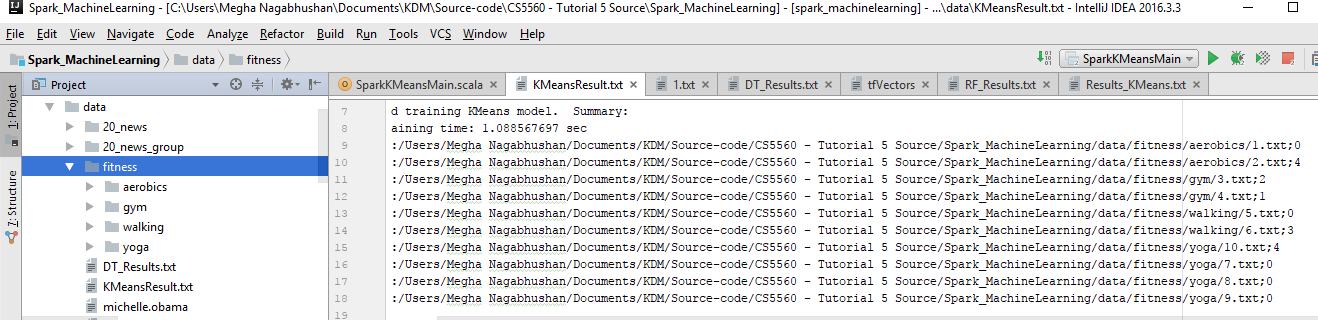 IJ Spark_MachineLearning - [C:\Users\Megha Nagabhushan\Documents\KDM\Source-code\CS5560 - Tutorial 5 Source\Spark_MachineLearning] - [spark_machinelearning] - ...\data\KMeansResult.txt - IntelliJ IDEA 2016.3.3
File Edit View Navigate Code Analyze Refactor Build Run Tools VCS Window Help
Spark_MachineLearning data fitness SparkKMeansMain
Project
SparkKMeansMain.scala KMeansResult.txt 1.txt DT_Results.txt tfVectors RF_Results.txt Results_KMeans.txt
1: Project
7: Structure
data
20_news
20_news_group
fitness
aerobics
gym
walking
yoga
DT_Results.txt
KMeansResult.txt
michelle.obama
7 d training KMeans model.  Summary:
8 aining time: 1.088567697 sec
9 :/Users/Megha Nagabhushan/Documents/KDM/Source-code/CS5560 - Tutorial 5 Source/Spark_MachineLearning/data/fitness/aerobics/1.txt;0
10 :/Users/Megha Nagabhushan/Documents/KDM/Source-code/CS5560 - Tutorial 5 Source/Spark_MachineLearning/data/fitness/aerobics/2.txt;4
11 :/Users/Megha Nagabhushan/Documents/KDM/Source-code/CS5560 - Tutorial 5 Source/Spark_MachineLearning/data/fitness/gym/3.txt;2
12 :/Users/Megha Nagabhushan/Documents/KDM/Source-code/CS5560 - Tutorial 5 Source/Spark_MachineLearning/data/fitness/gym/4.txt;1
13 :/Users/Megha Nagabhushan/Documents/KDM/Source-code/CS5560 - Tutorial 5 Source/Spark_MachineLearning/data/fitness/walking/5.txt;0
14 :/Users/Megha Nagabhushan/Documents/KDM/Source-code/CS5560 - Tutorial 5 Source/Spark_MachineLearning/data/fitness/walking/6.txt;3
15 :/Users/Megha Nagabhushan/Documents/KDM/Source-code/CS5560 - Tutorial 5 Source/Spark_MachineLearning/data/fitness/yoga/10.txt;4
16 :/Users/Megha Nagabhushan/Documents/KDM/Source-code/CS5560 - Tutorial 5 Source/Spark_MachineLearning/data/fitness/yoga/7.txt;0
17 :/Users/Megha Nagabhushan/Documents/KDM/Source-code/CS5560 - Tutorial 5 Source/Spark_MachineLearning/data/fitness/yoga/8.txt;0
18 :/Users/Megha Nagabhushan/Documents/KDM/Source-code/CS5560 - Tutorial 5 Source/Spark_MachineLearning/data/fitness/yoga/9.txt;0
19